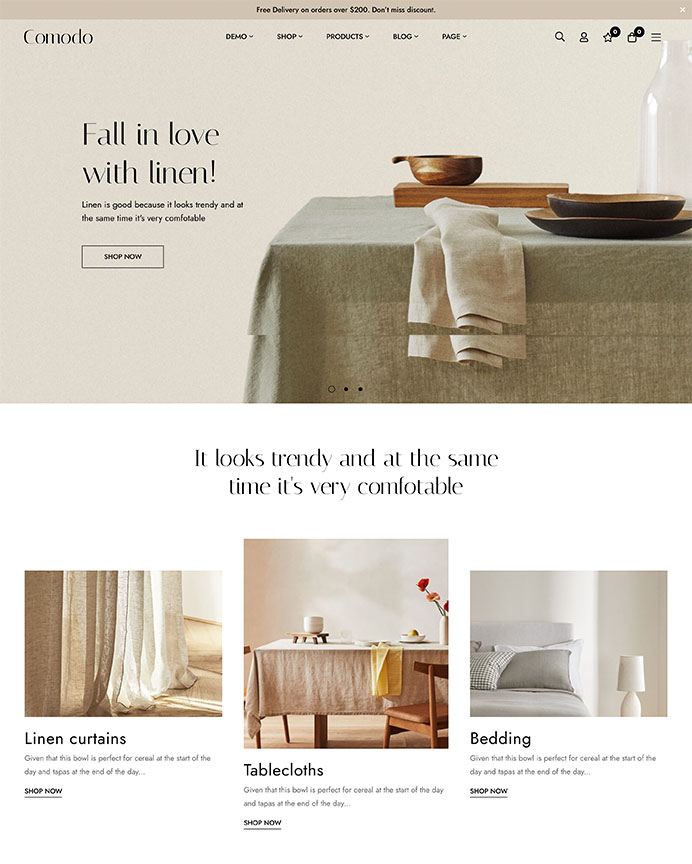 Free Delivery on orders over $200. Don't miss discount.
Comodo
DEMO SHOP PRODUCTS BLOG PAGE
0 0
Fall in love
with linen!
Linen is good because it looks trendy and at
the same time it's very comfotable
SHOP NOW
It looks trendy and at the same
time it's very comfotable
Linen curtains
Given that this bowl is perfect for cereal at the start of the
day and tapas at the end of the day...
SHOP NOW
Tablecloths
Given that this bowl is perfect for cereal at the start of the day
and tapas at the end of the day...
SHOP NOW
Bedding
Given that this bowl is perfect for cereal at the start of the
day and tapas at the end of the day...
SHOP NOW